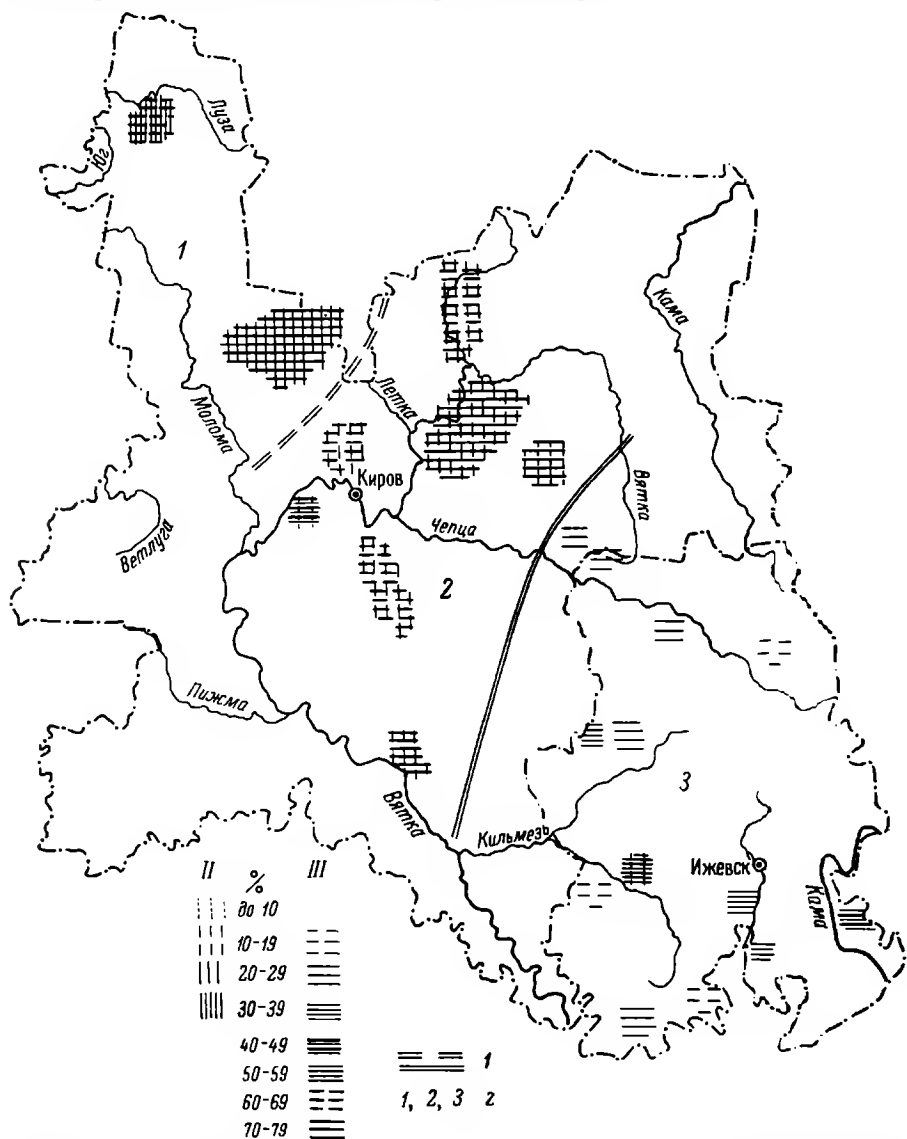 Луза
Юг
1
Кама
Молома
Летка
Киров
Вятка
Ветлуга
Чепца
2
Пижма
3
Вятка
Кильмезь
Ижевск
Кама
II % III
до 10
10-19
20-29
30-39
40-49
50-59
60-69
70-79
1
1, 2, 3 2